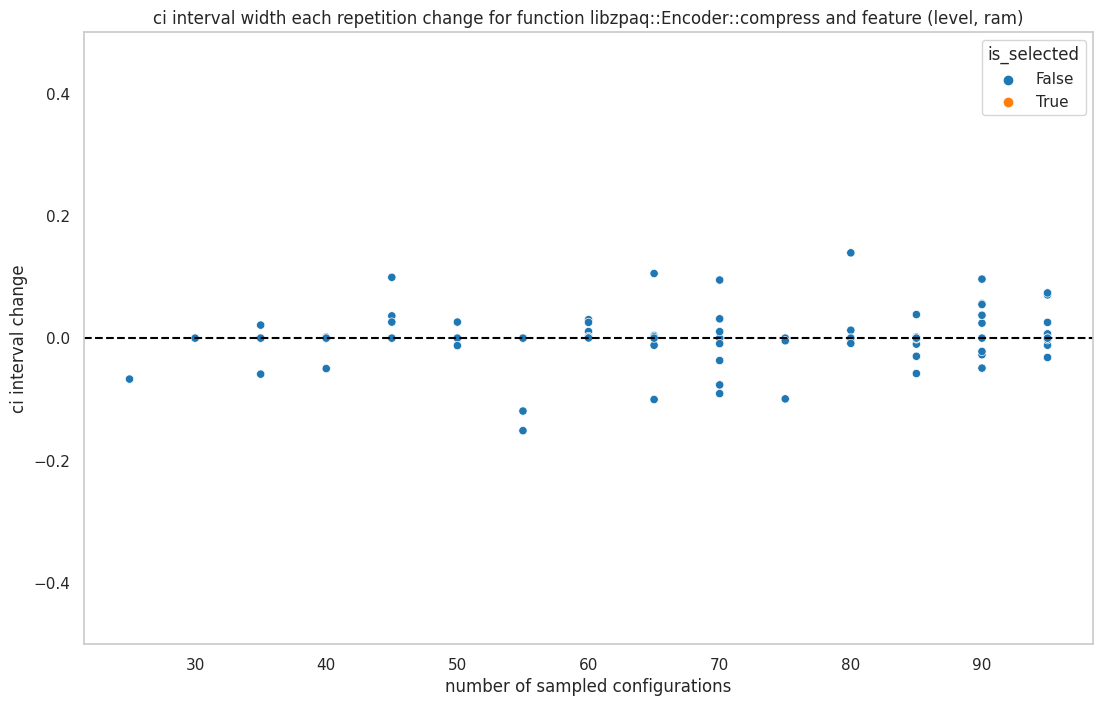 ci interval width each repetition change for function libzpaq::Encoder::compress and feature (level, ram)
is_selected
False
True
ci interval change
0.4
0.2
0.0
−0.2
−0.4
30 40 50 60 70 80 90
number of sampled configurations